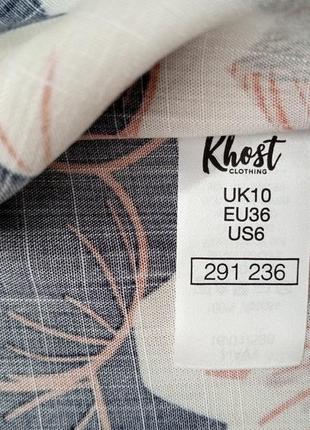 Khost
CLOTHING
UK10
EU36
US6
291 236